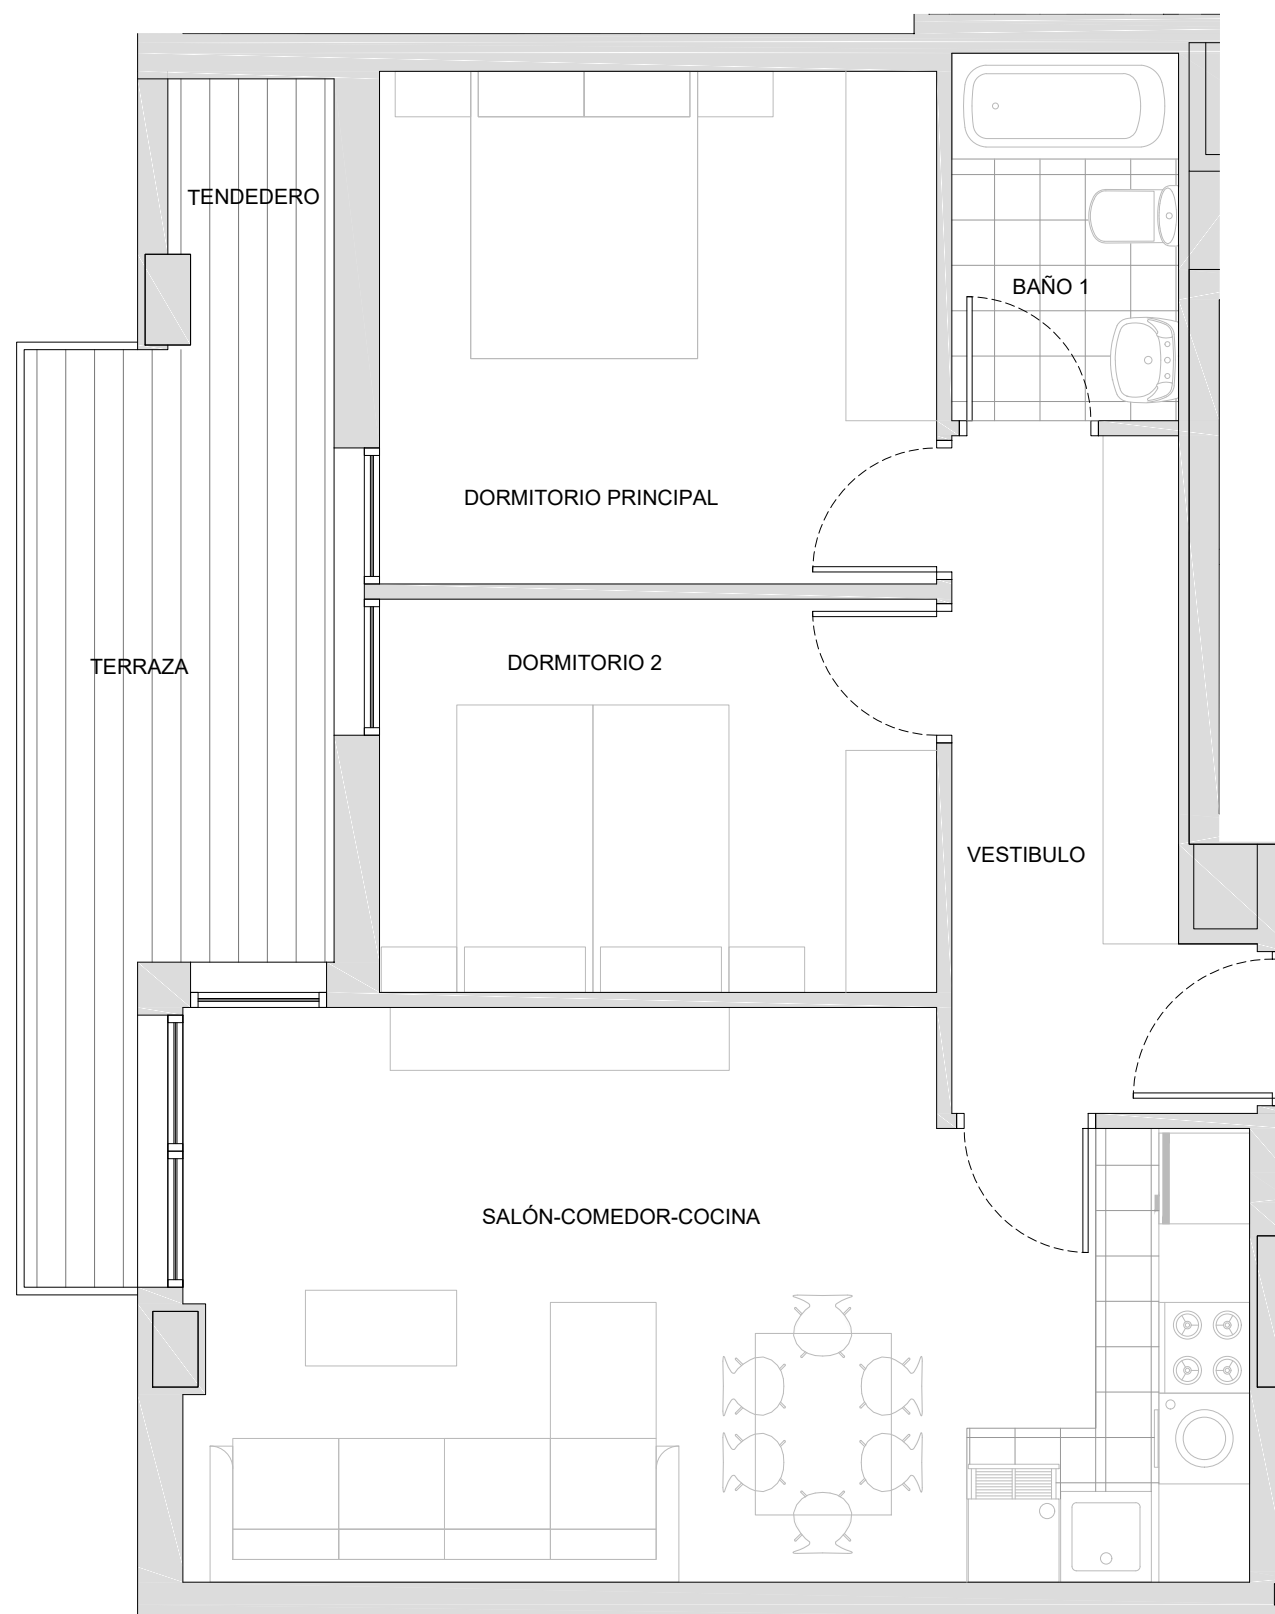 TENDEDERO
BAÑO 1
DORMITORIO PRINCIPAL
TERRAZA
DORMITORIO 2
VESTIBULO
SALÓN-COMEDOR-COCINA